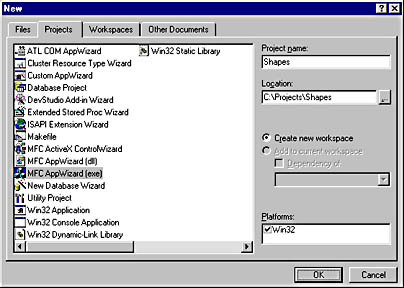 New
Files
Projects
Workspaces
Other Documents
ATL COM AppWizard
Cluster Resource Type Wizard
Custom AppWizard
Database Project
DevStudio Add-in Wizard
Extended Stored Proc Wizard
ISAPI Extension Wizard
Makefile
MFC ActiveX ControlWizard
MFC AppWizard (dll)
MFC AppWizard (exe)
New Database Wizard
Utility Project
Win32 Application
Win32 Console Application
Win32 Dynamic-Link Library
Win32 Static Library
Project name:
Shapes
Location:
C:\Projects\Shapes
...
Create new workspace
Add to current workspace
Dependency of:
Platforms:
Win32
OK
Cancel